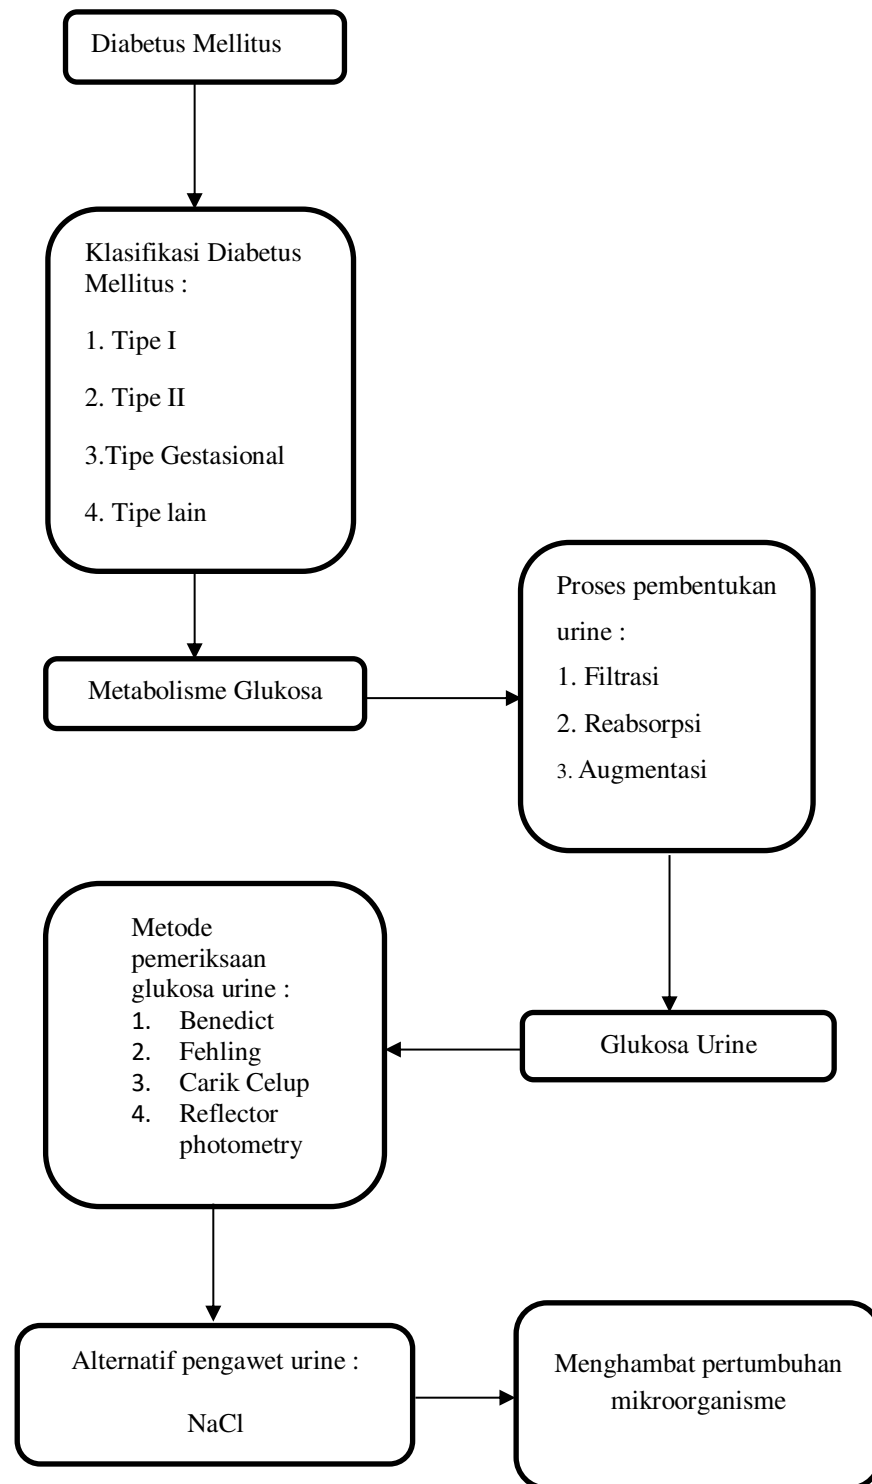 Diabetus Mellitus
Klasifikasi Diabetus
Mellitus :
1. Tipe I
2. Tipe II
3.Tipe Gestasional
4. Tipe lain
Metabolisme Glukosa
Proses pembentukan
urine :
1. Filtrasi
2. Reabsorpsi
3. Augmentasi
Glukosa Urine
Metode
pemeriksaan
glukosa urine :
1. Benedict
2. Fehling
3. Carik Celup
4. Reflector
photometry
Alternatif pengawet urine :
NaCl
Menghambat pertumbuhan
mikroorganisme